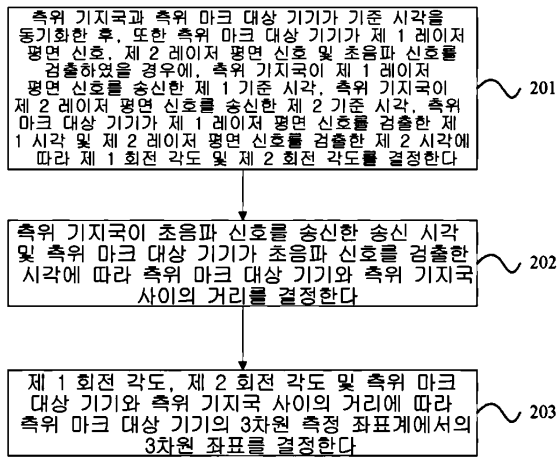 측위 기지국과 측위 마크 대상 기기가 기준 시각을
동기화한 후, 또한 측위 마크 대상 기기가 제 1 레이저
평면 신호, 제 2 레이저 평면 신호 및 초음파 신호를
검출하였을 경우에, 측위 기지국이 제 1 레이저
평면 신호를 송신한 제 1 기준 시각, 측위 기지국이
제 2 레이저 평면 신호를 송신한 제 2 기준 시각, 측위
마크 대상 기기가 제 1 레이저 평면 신호를 검출한 제
1 시각 및 제 2 레이저 평면 신호를 검출한 제 2 시각에
따라 제 1 회전 각도 및 제 2 회전 각도를 결정한다
201
측위 기지국이 초음파 신호를 송신한 송신 시각
및 측위 마크 대상 기기가 초음파 신호를 검출한
시각에 따라 측위 마크 대상 기기와 측위 기지국
사이의 거리를 결정한다
202
제 1 회전 각도, 제 2 회전 각도 및 측위 마크
대상 기기와 측위 기지국 사이의 거리에 따라
측위 마크 대상 기기의 3차원 측정 좌표계에서의
3차원 좌표를 결정한다
203